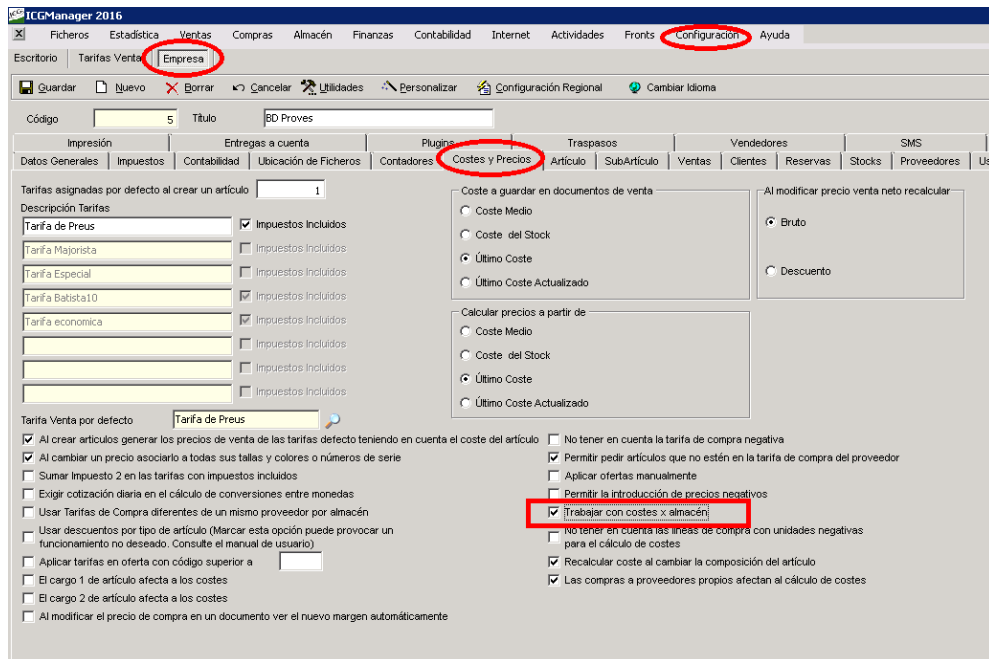 ICGManager 2016
X Ficheros Estadística Ventas Compras Almacén Finanzas Contabilidad Internet Actividades Fronts Configuración Ayuda
Escritorio Tarifas Venta Empresa
Guardar Nuevo Borrar Cancelar Utilidades Personalizar Configuración Regional Cambiar Idioma
Código 5 Título BD Proves
Impresión Entregas a cuenta Plugins Traspasos Vendedores SMS
Datos Generales Impuestos Contabilidad Ubicación de Ficheros Contadores Costes y Precios Artículo SubArtículo Ventas Clientes Reservas Stocks Proveedores Us
Tarifas asignadas por defecto al crear un artículo 1
Descripción Tarifas
Tarifa de Preus Impuestos Incluidos
Tarifa Majorista Impuestos Incluidos
Tarifa Especial Impuestos Incluidos
Tarifa Batista10 Impuestos Incluidos
Tarifa economica Impuestos Incluidos
Impuestos Incluidos
Impuestos Incluidos
Impuestos Incluidos
Tarifa Venta por defecto Tarifa de Preus
Coste a guardar en documentos de venta
Coste Medio
Coste del Stock
Último Coste
Último Coste Actualizado
Al modificar precio venta neto recalcular
Bruto
Descuento
Calcular precios a partir de
Coste Medio
Coste del Stock
Último Coste
Último Coste Actualizado
Al crear articulos generar los precios de venta de las tarifas defecto teniendo en cuenta el coste del artículo
Al cambiar un precio asociarlo a todas sus tallas y colores o números de serie
Sumar Impuesto 2 en las tarifas con impuestos incluidos
Exigir cotización diaria en el cálculo de conversiones entre monedas
Usar Tarifas de Compra diferentes de un mismo proveedor por almacén
Usar descuentos por tipo de artículo (Marcar esta opción puede provocar un
funcionamiento no deseado. Consulte el manual de usuario)
Aplicar tarifas en oferta con código superior a
El cargo 1 de artículo afecta a los costes
El cargo 2 de artículo afecta a los costes
Al modificar el precio de compra en un documento ver el nuevo margen automáticamente
No tener en cuenta la tarifa de compra negativa
Permitir pedir artículos que no estén en la tarifa de compra del proveedor
Aplicar ofertas manualmente
Permitir la introducción de precios negativos
Trabajar con costes x almacén
No tener en cuenta las líneas de compra con unidades negativas
para el cálculo de costes
Recalcular coste al cambiar la composición del artículo
Las compras a proveedores propios afectan al cálculo de costes